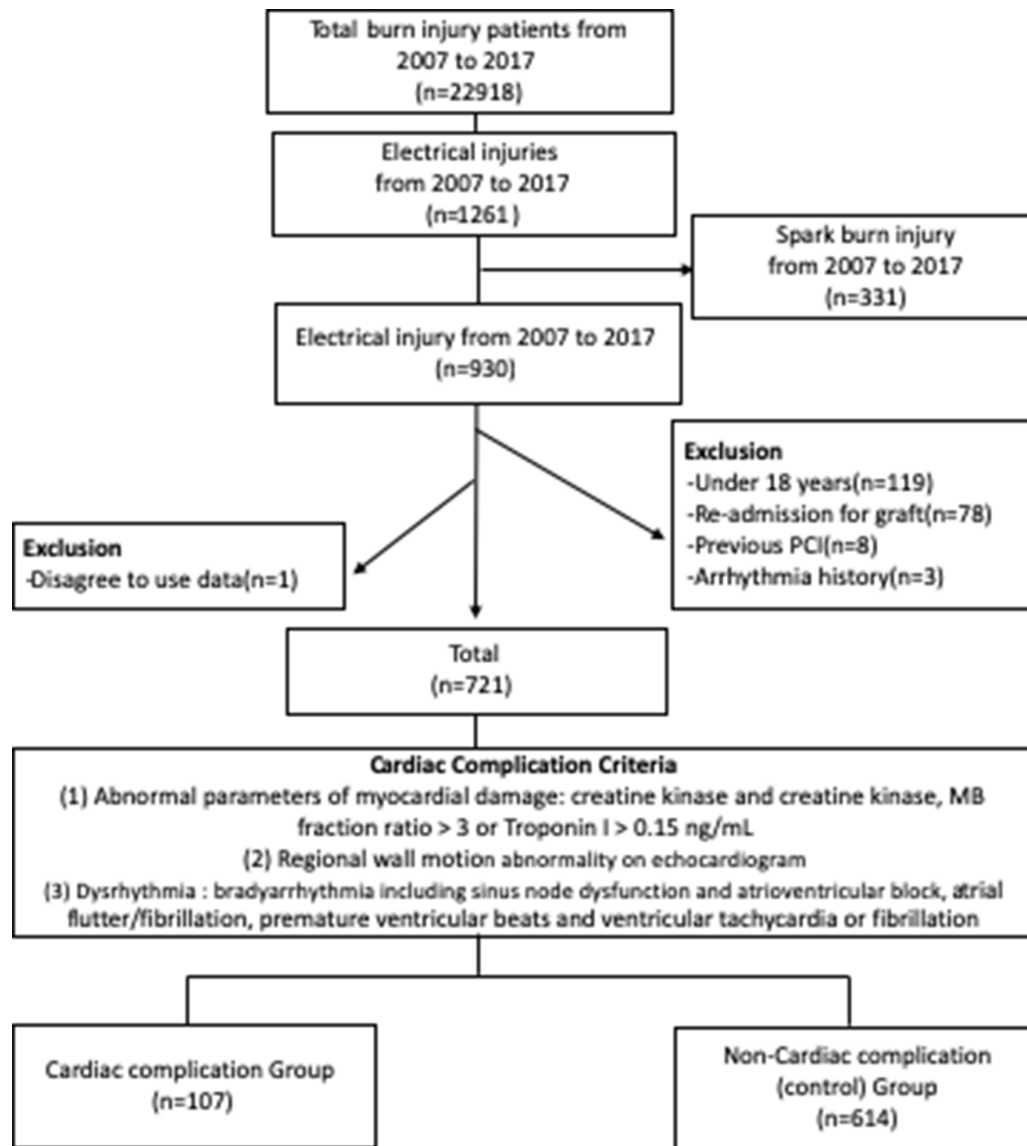 Total burn injury patients from
2007 to 2017
(n=22918)
Electrical injuries
from 2007 to 2017
(n=1261)
Spark burn injury
from 2007 to 2017
(n=331)
Electrical injury from 2007 to 2017
(n=930)
Exclusion
-Under 18 years(n=119)
-Re-admission for graft(n=78)
-Previous PCI(n=8)
-Arrhythmia history(n=3)
Exclusion
-Disagree to use data(n=1)
Total
(n=721)
Cardiac Complication Criteria
(1) Abnormal parameters of myocardial damage: creatine kinase and creatine kinase, MB
fraction ratio > 3 or Troponin I > 0.15 ng/mL
(2) Regional wall motion abnormality on echocardiogram
(3) Dysrhythmia : bradyarrhythmia including sinus node dysfunction and atrioventricular block, atrial
flutter/fibrillation, premature ventricular beats and ventricular tachycardia or fibrillation
Cardiac complication Group
(n=107)
Non-Cardiac complication
(control) Group
(n=614)